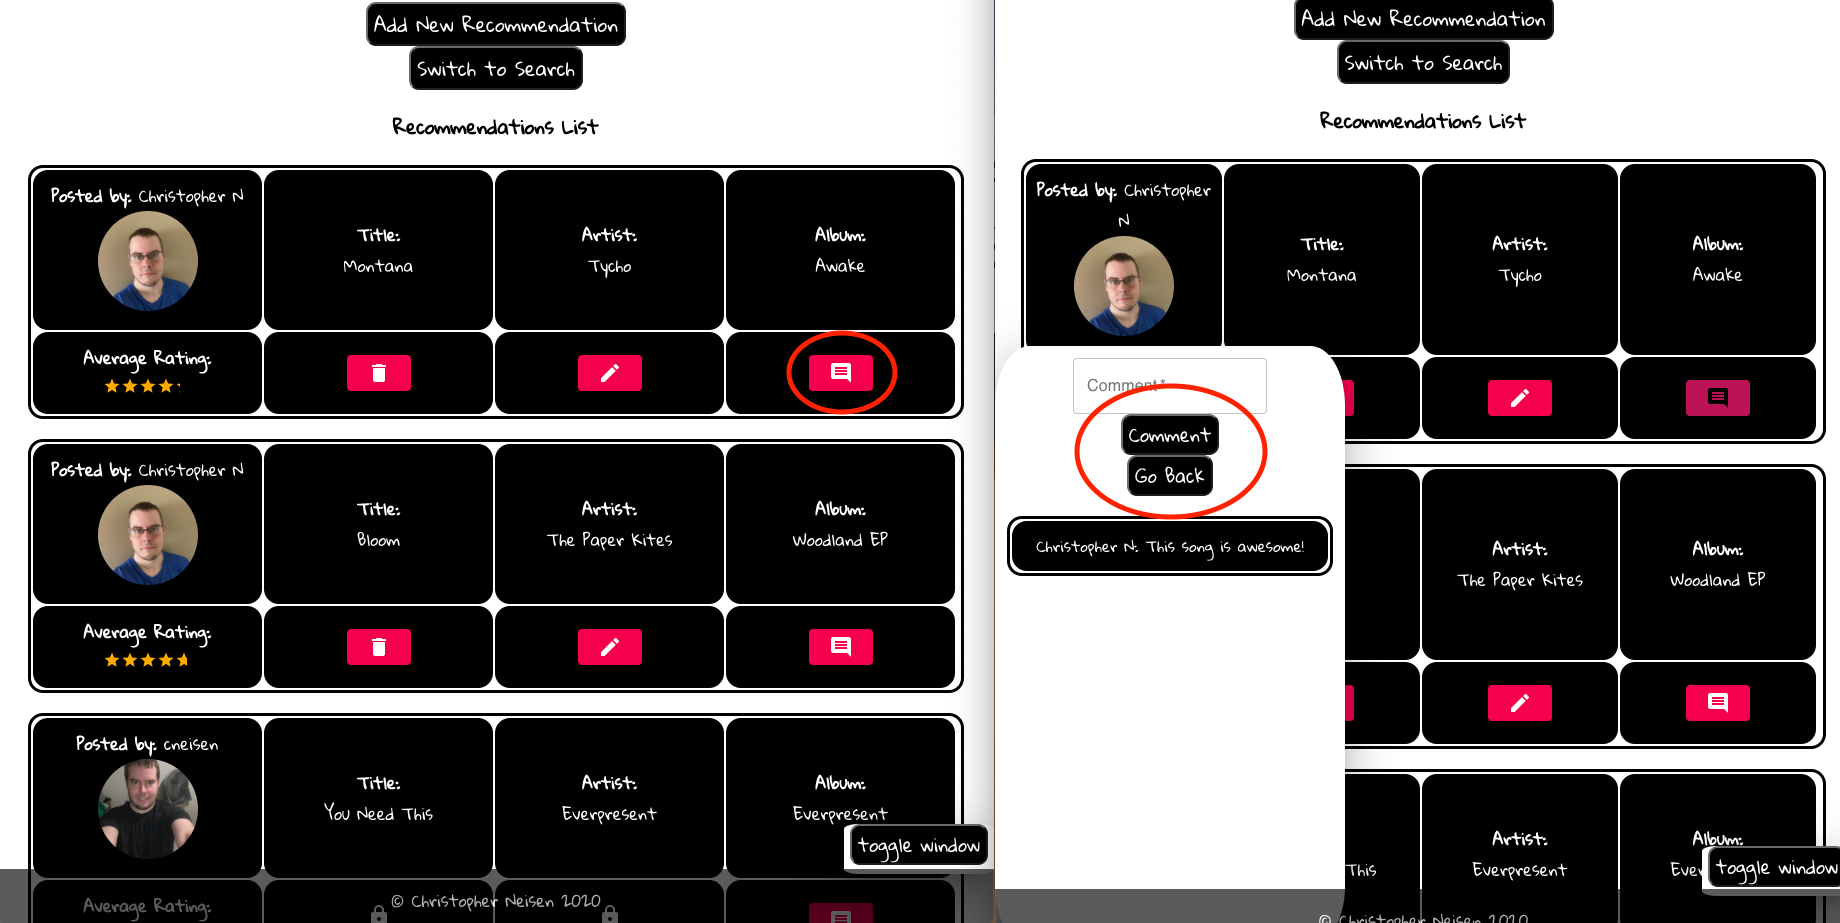 Add New Recommendation
Switch to Search
Recommendations List
Posted by: Christopher N
Title:
Montana
Artist:
Tycho
Album:
Awake
Average Rating:
Posted by: Christopher N
Title:
Bloom
Artist:
The Paper Kites
Album:
Woodland EP
Average Rating:
Posted by: cneisen
Title:
You Need This
Artist:
Everpresent
Album:
Everpresent
toggle window
Average Rating:
© Christopher Neisen 2020
Add New Recommendation
Switch to Search
Recommendations List
Posted by: Christopher
N
Title:
Montana
Artist:
Tycho
Album:
Awake
Comment*
Comment
Go Back
Christopher N: This song is awesome!
Artist:
The Paper Kites
Album:
Woodland EP
This
Artist:
Everpresent
Album:
toggle window
© Christopher Neisen 2020